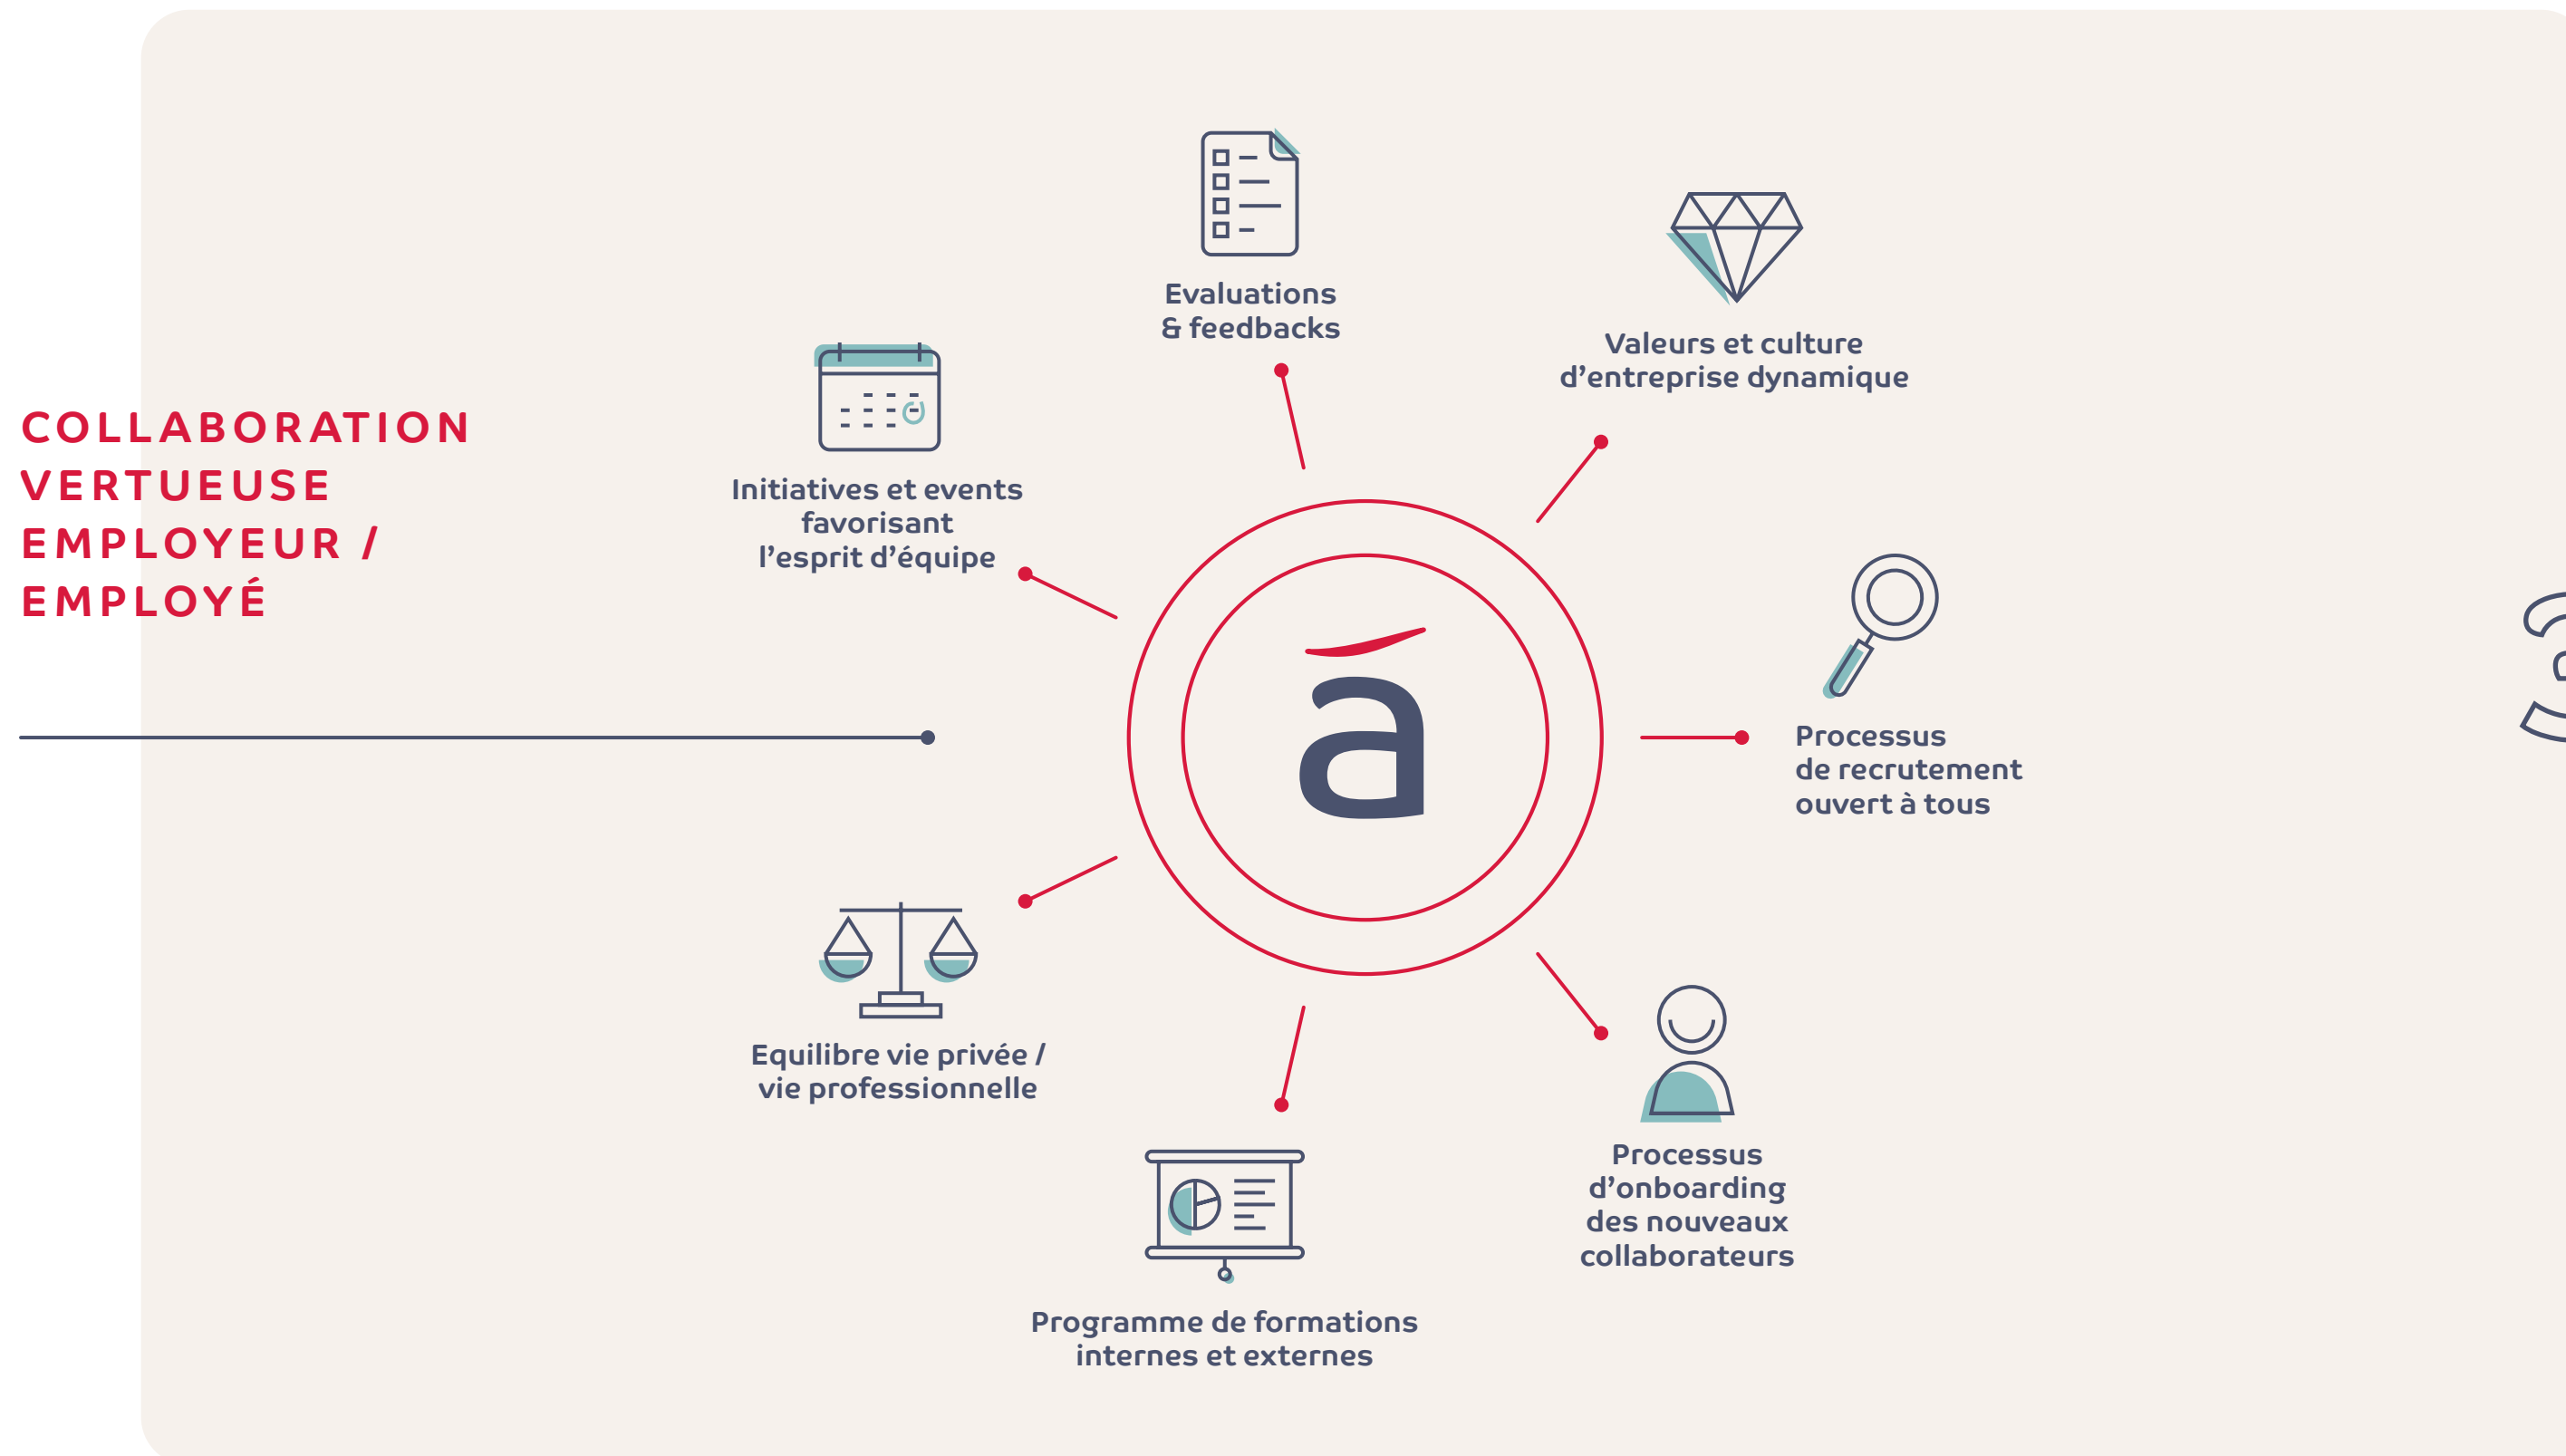 COLLABORATION
VERTUEUSE
EMPLOYEUR /
EMPLOYÉ
Evaluations
& feedbacks
Valeurs et culture
d’entreprise dynamique
Initiatives et events
favorisant
l’esprit d’équipe
ā
Processus
de recrutement
ouvert à tous
Equilibre vie privée /
vie professionnelle
Processus
d’onboarding
des nouveaux
collaborateurs
Programme de formations
internes et externes